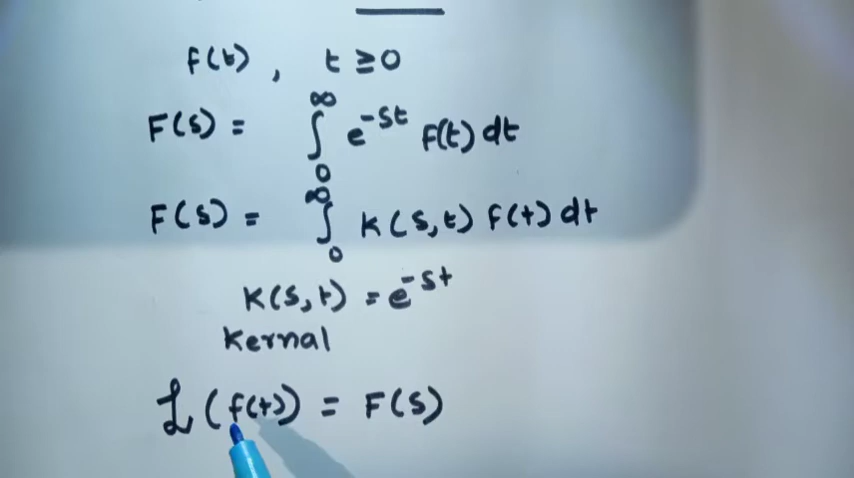 f(t), t ≥ 0
F(s) = ∫₀^∞ e^-st f(t) dt
F(s) = ∫₀^∞ K(s,t) f(t) dt
K(s,t) = e^-st
Kernal
ℒ(f(t)) = F(s)